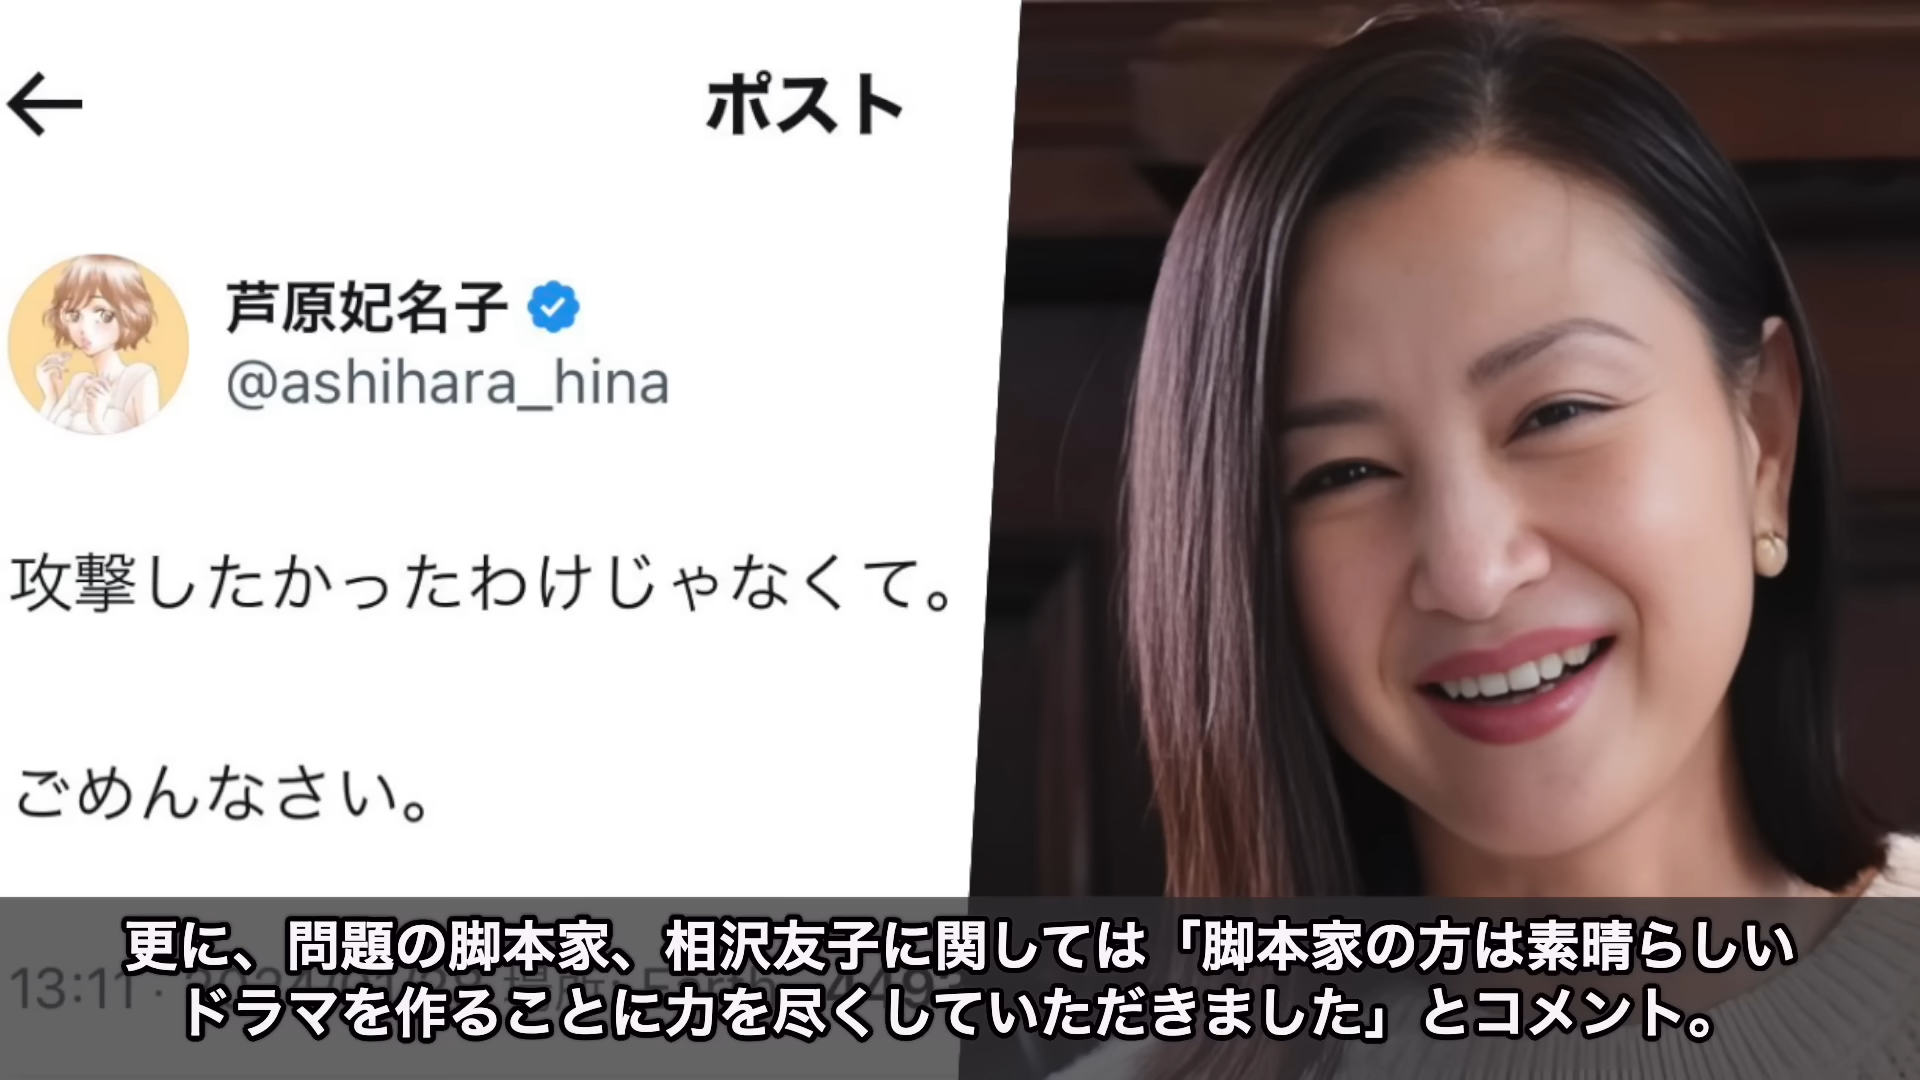 ポスト
芦原妃名子
@ashihara_hina
攻撃したかったわけじゃなくて。
ごめんなさい。
更に、問題の脚本家、相沢友子に関しては「脚本家の方は素晴らしい
ドラマを作ることに力を尽くしていただきました」とコメント。
13:11